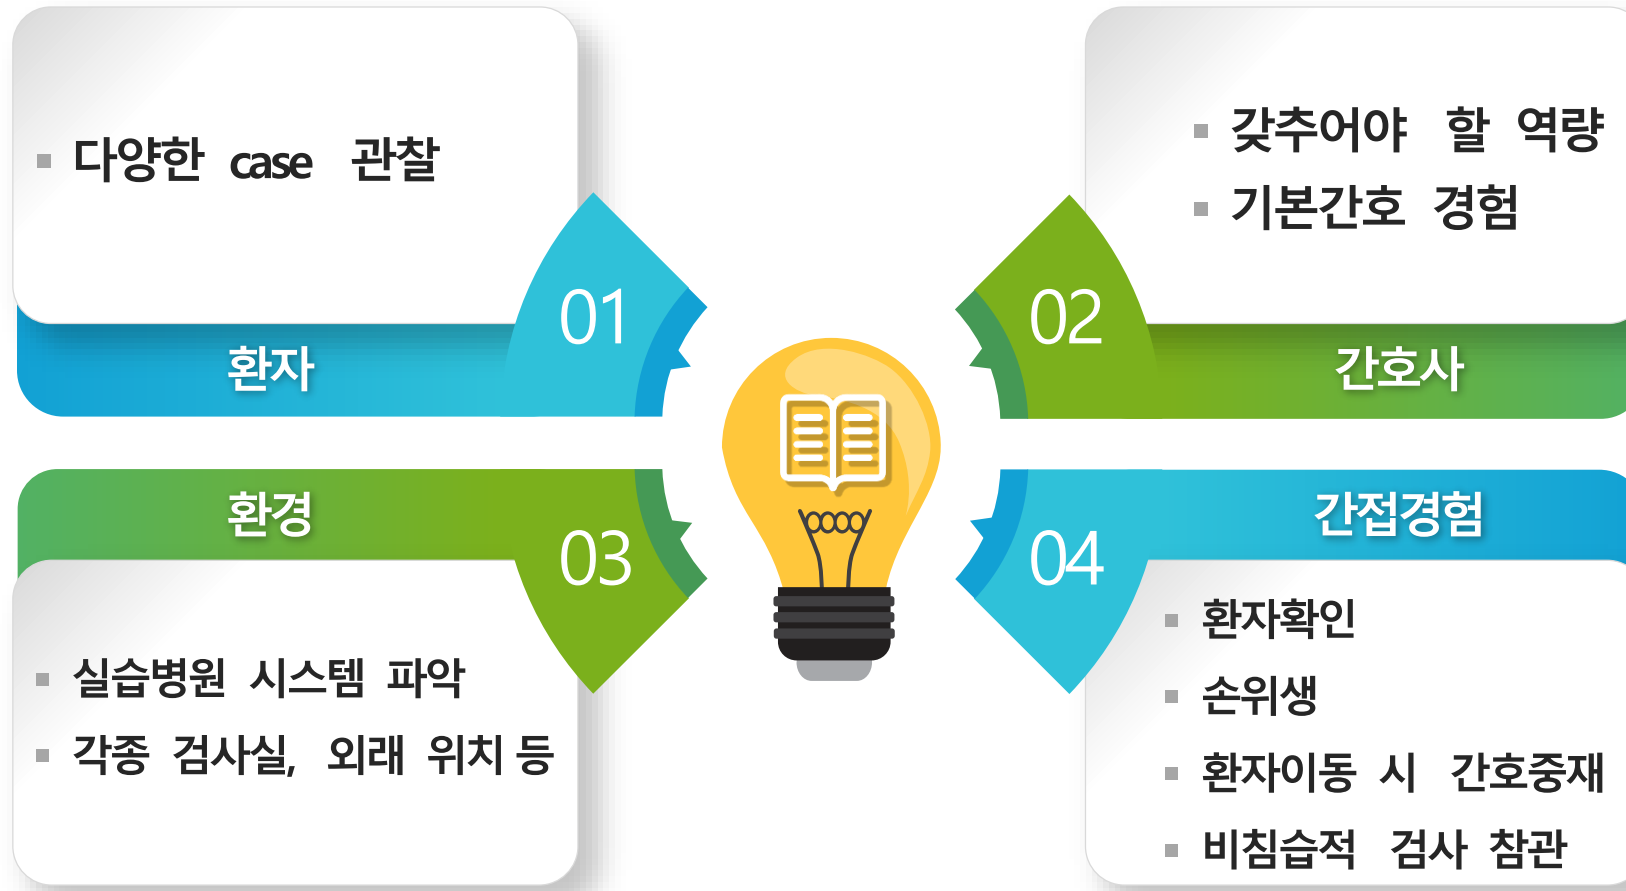 다양한 case 관찰
01
환자
갖추어야 할 역량
기본간호 경험
02
간호사
환경
03
실습병원 시스템 파악
각종 검사실, 외래 위치 등
간접경험
04
환자확인
손위생
환자이동 시 간호중재
비침습적 검사 참관